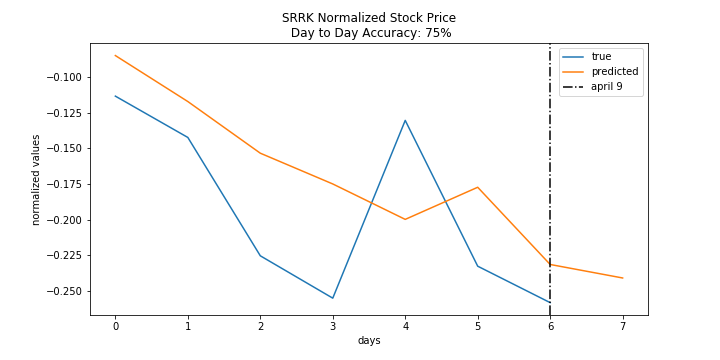 SRRK Normalized Stock Price
Day to Day Accuracy: 75%
true
predicted
april 9
normalized values
−0.100
−0.125
−0.150
−0.175
−0.200
−0.225
−0.250
0 1 2 3 4 5 6 7
days